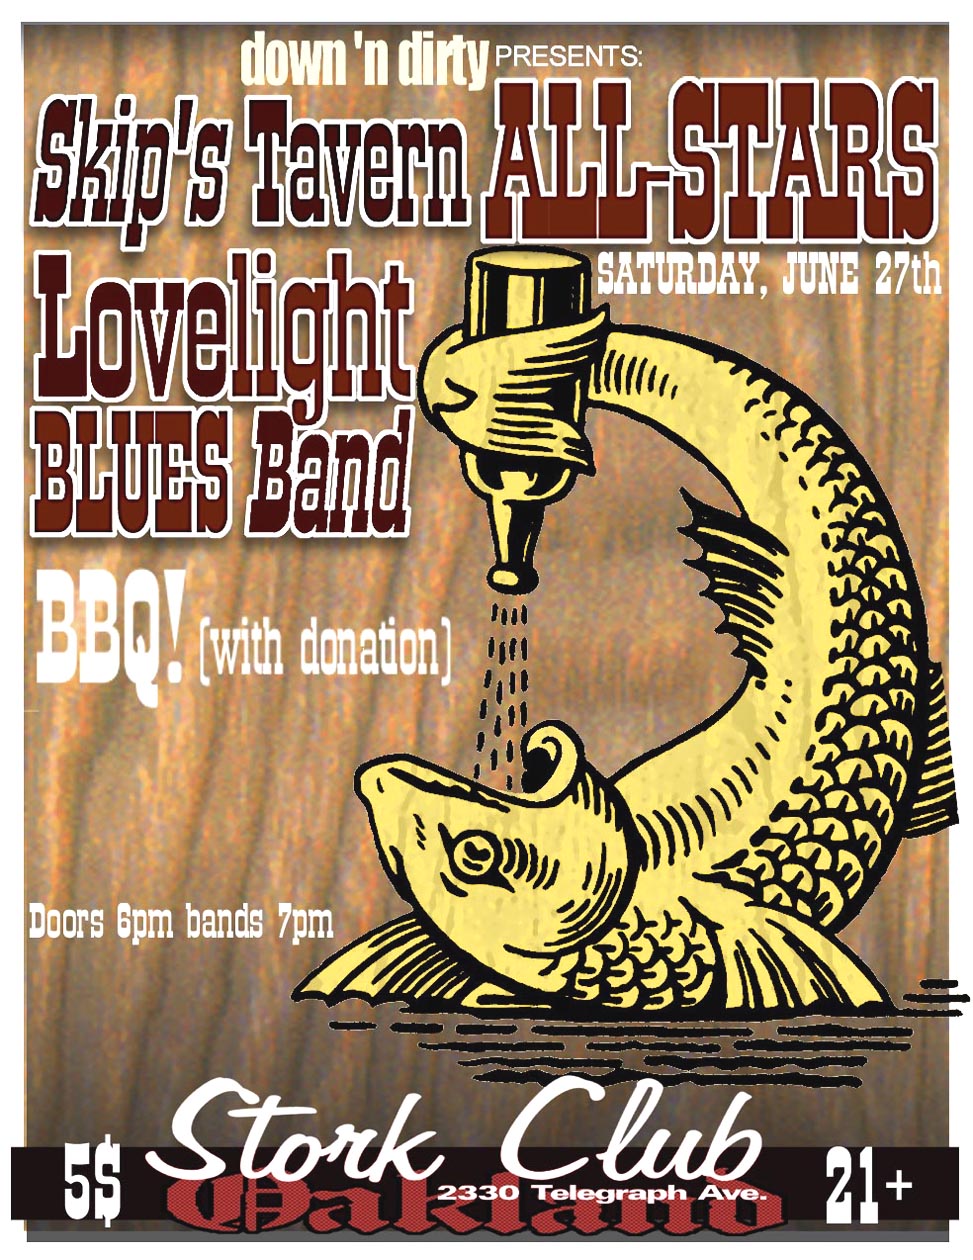 down 'n dirty PRESENTS:
Skip's Tavern ALL-STARS
SATURDAY, JUNE 27th
Lovelight
BLUES Band
BBQ! (with donation)
Doors 6pm bands 7pm
Stork Club
5$ 2330 Telegraph Ave. 21+
Oakland